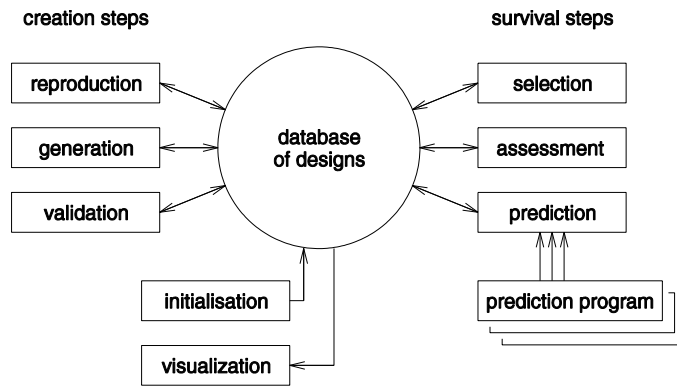 creation steps
survival steps
reproduction
generation
validation
database
of designs
selection
assessment
prediction
initialisation
visualization
prediction program